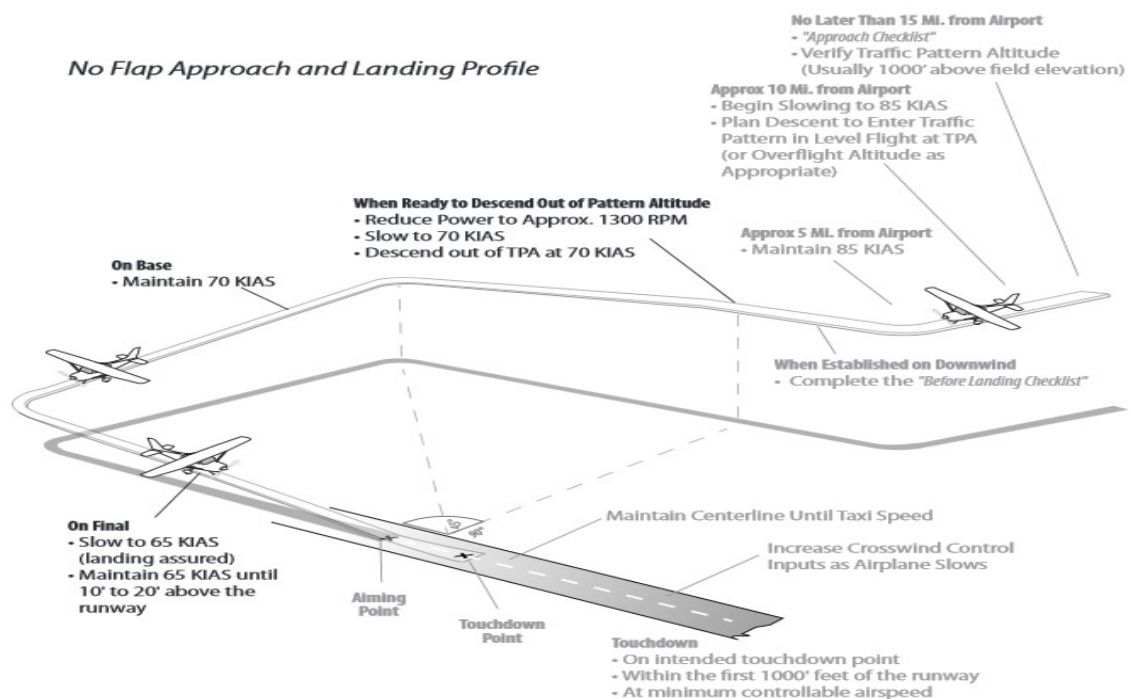 No Flap Approach and Landing Profile
No Later Than 15 Mi. from Airport
• "Approach Checklist"
• Verify Traffic Pattern Altitude
(Usually 1000' above field elevation)
Approx 10 Mi. from Airport
• Begin Slowing to 85 KIAS
• Plan Descent to Enter Traffic
Pattern in Level Flight at TPA
(or Overflight Altitude as
Appropriate)
When Ready to Descend Out of Pattern Altitude
• Reduce Power to Approx. 1300 RPM
• Slow to 70 KIAS
• Descend out of TPA at 70 KIAS
Approx 5 Mi. from Airport
• Maintain 85 KIAS
On Base
• Maintain 70 KIAS
When Established on Downwind
• Complete the "Before Landing Checklist"
On Final
• Slow to 65 KIAS
(landing assured)
• Maintain 65 KIAS until
10' to 20' above the
runway
90°
Maintain Centerline Until Taxi Speed
Increase Crosswind Control
Inputs as Airplane Slows
Aiming
Point
Touchdown
Point
Touchdown
• On intended touchdown point
• Within the first 1000' feet of the runway
• At minimum controllable airspeed